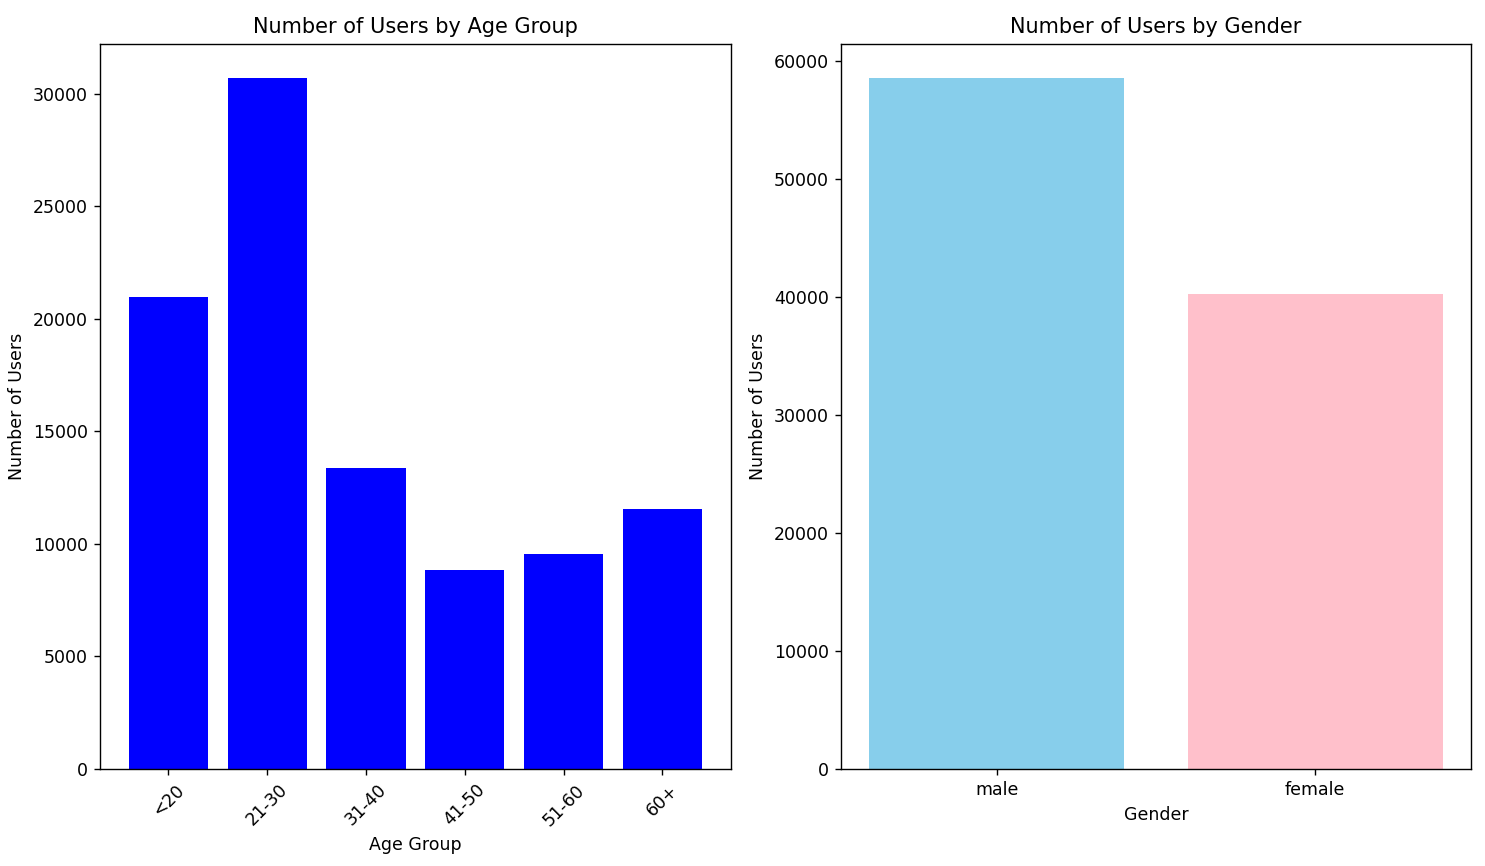 Number of Users by Age Group
Number of Users
30000
25000
20000
15000
10000
5000
0
<20
21-30
31-40
41-50
51-60
60+
Age Group
Number of Users by Gender
Number of Users
60000
50000
40000
30000
20000
10000
0
male
female
Gender